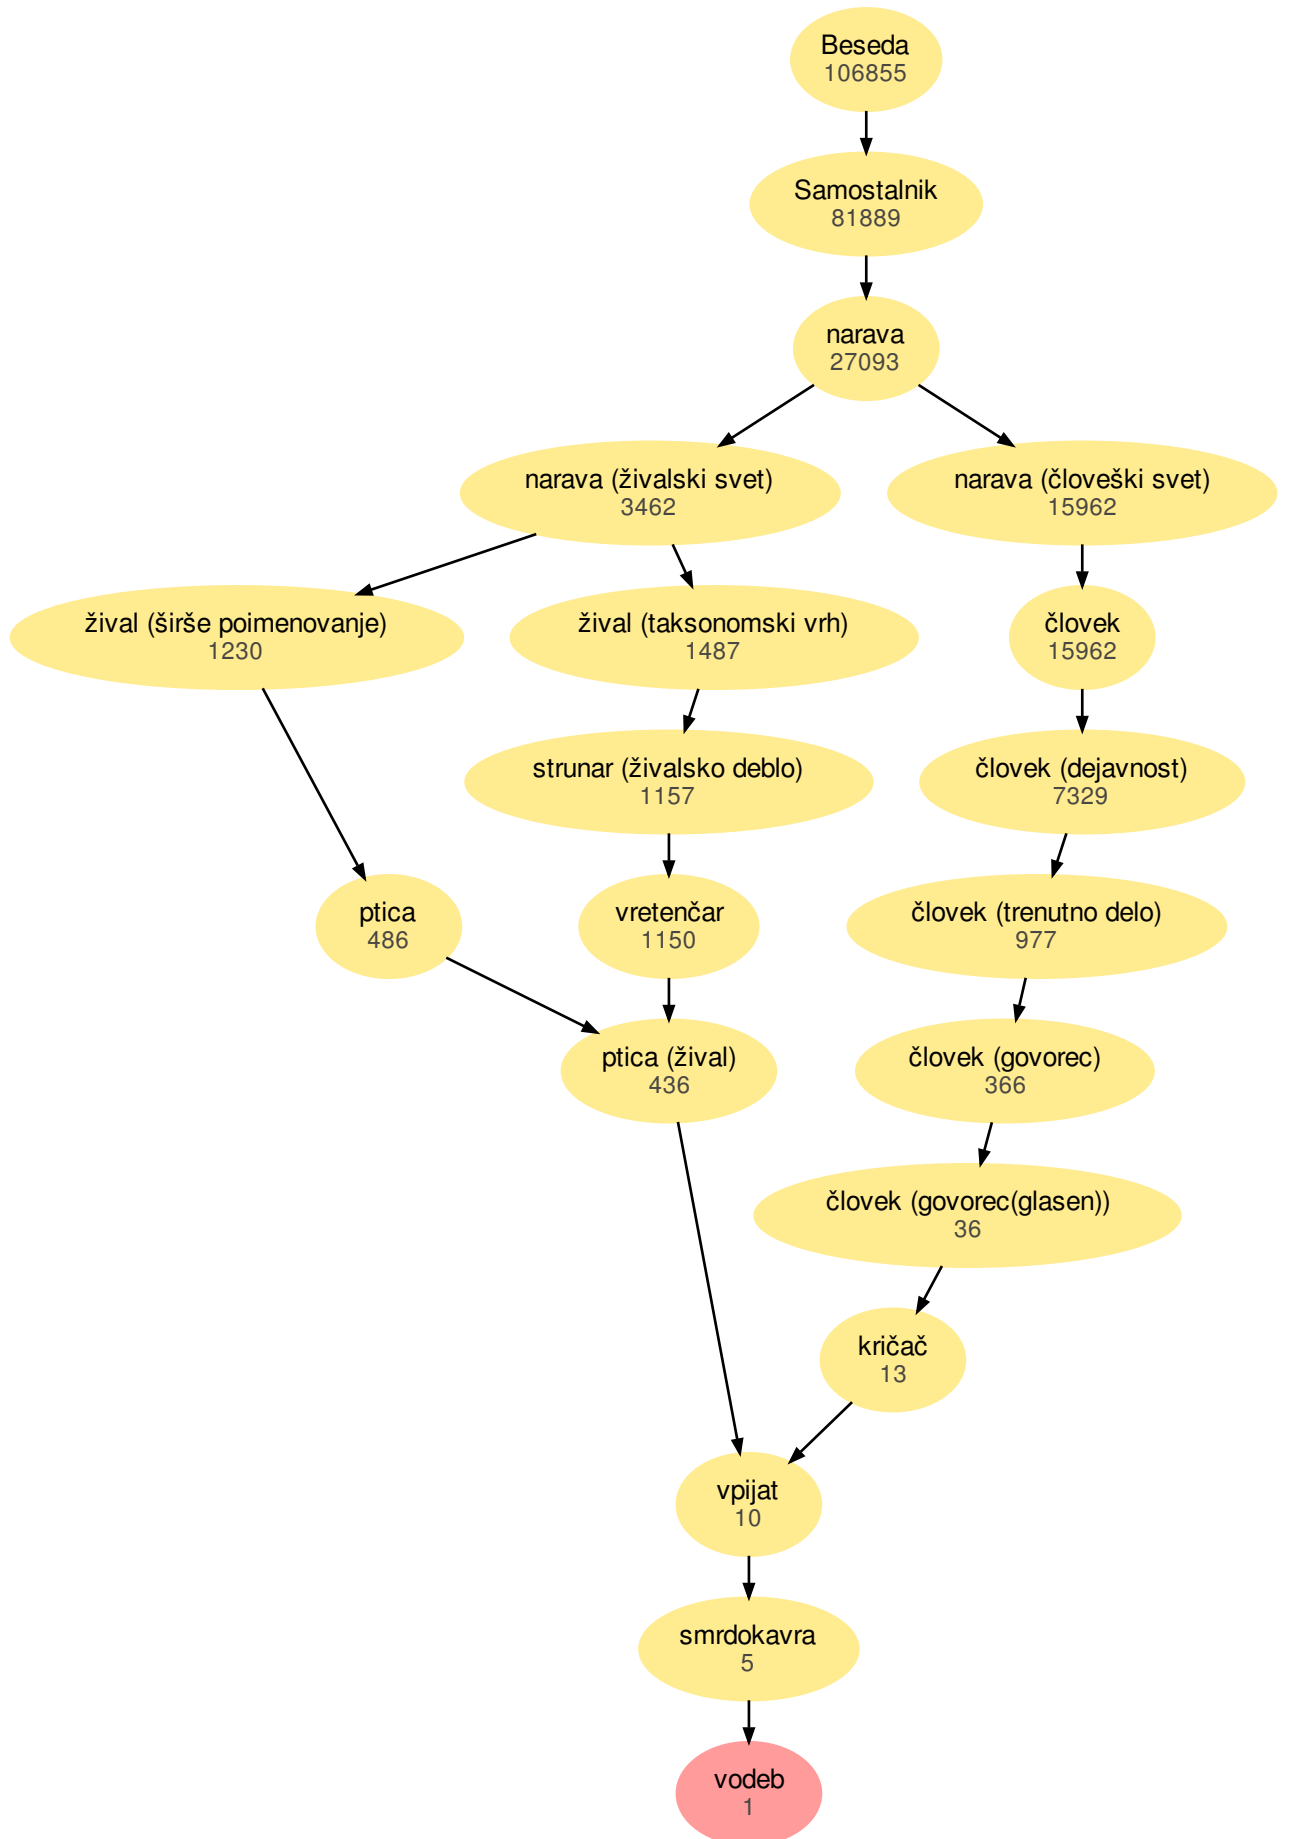 Beseda
106855
Samostalnik
81889
narava
27093
narava (živalski svet)
3462
narava (človeški svet)
15962
žival (širše poimenovanje)
1230
žival (taksonomski vrh)
1487
človek
15962
strunar (živalsko deblo)
1157
človek (dejavnost)
7329
ptica
486
vretenčar
1150
človek (trenutno delo)
977
ptica (žival)
436
človek (govorec)
366
človek (govorec(glasen))
36
kričač
13
vpijat
10
smrdokavra
5
vodeb
1